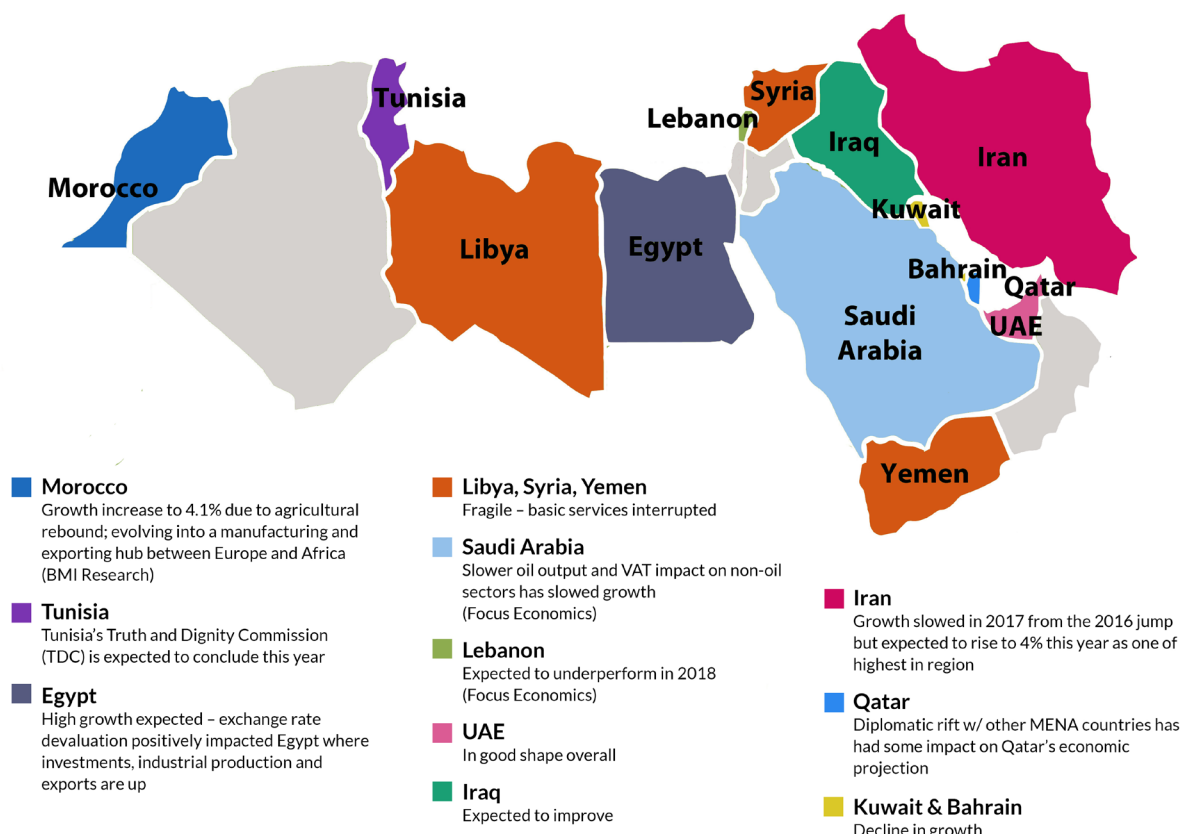 Tunisia
Syria
Lebanon
Iraq
Iran
Morocco
Kuwait
Libya
Egypt
Bahrain
Qatar
Saudi
Arabia
UAE
Yemen
Morocco
Growth increase to 4.1% due to agricultural
rebound; evolving into a manufacturing and
exporting hub between Europe and Africa
(BMI Research)
Tunisia
Tunisia's Truth and Dignity Commission
(TDC) is expected to conclude this year
Egypt
High growth expected – exchange rate
devaluation positively impacted Egypt where
investments, industrial production and
exports are up
Libya, Syria, Yemen
Fragile – basic services interrupted
Saudi Arabia
Slower oil output and VAT impact on non-oil
sectors has slowed growth
(Focus Economics)
Lebanon
Expected to underperform in 2018
(Focus Economics)
UAE
In good shape overall
Iraq
Expected to improve
Iran
Growth slowed in 2017 from the 2016 jump
but expected to rise to 4% this year as one of
highest in region
Qatar
Diplomatic rift w/ other MENA countries has
had some impact on Qatar's economic
projection
Kuwait & Bahrain
Decline in growth